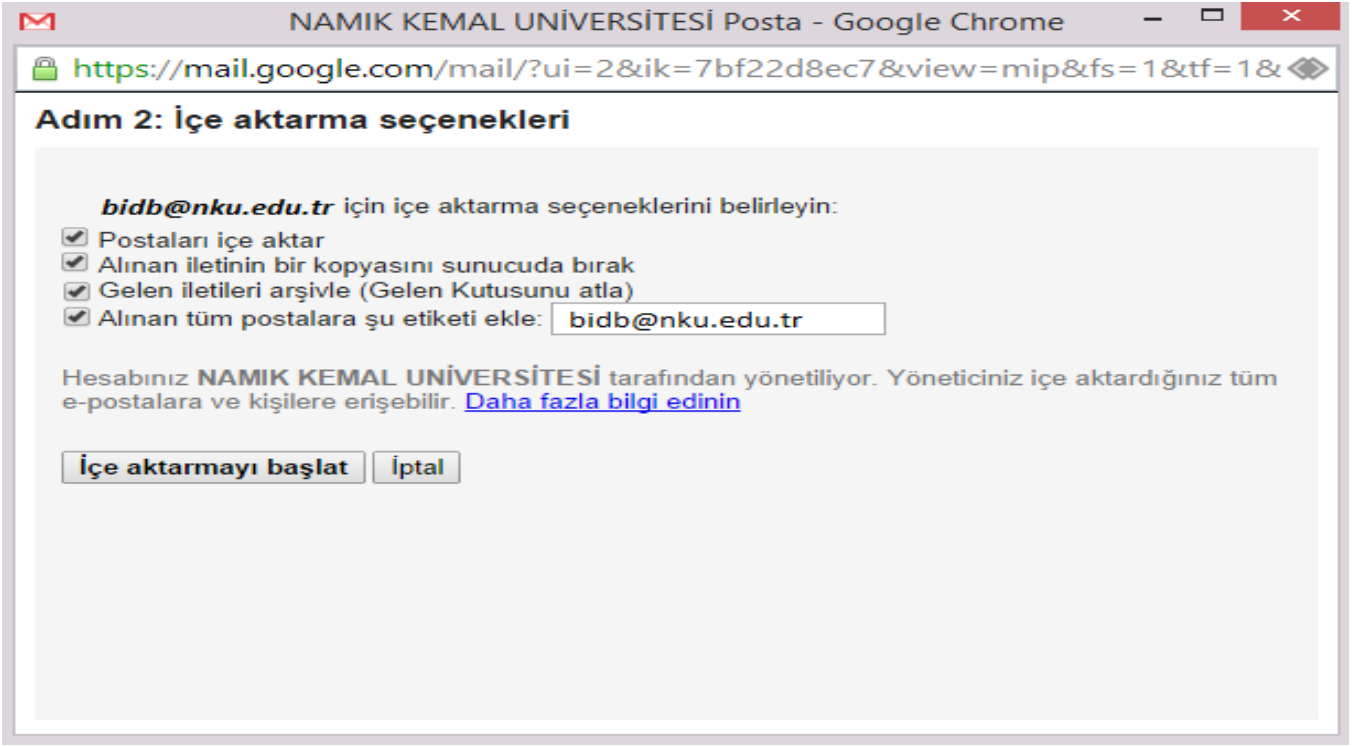 NAMIK KEMAL UNİVERSİTESİ Posta - Google Chrome
https://mail.google.com/mail/?ui=2&ik=7bf22d8ec7&view=mip&fs=1&tf=1&
Adım 2: İçe aktarma seçenekleri
bidb@nku.edu.tr için içe aktarma seçeneklerini belirleyin:
Postaları içe aktar
Alınan iletinin bir kopyasını sunucuda bırak
Gelen iletileri arşivle (Gelen Kutusunu atla)
Alınan tüm postalara şu etiketi ekle: bidb@nku.edu.tr
Hesabınız NAMIK KEMAL UNİVERSİTESİ tarafından yönetiliyor. Yöneticiniz içe aktardığınız tüm
e-postalara ve kişilere erişebilir. Daha fazla bilgi edinin
İçe aktarmayı başlat İptal